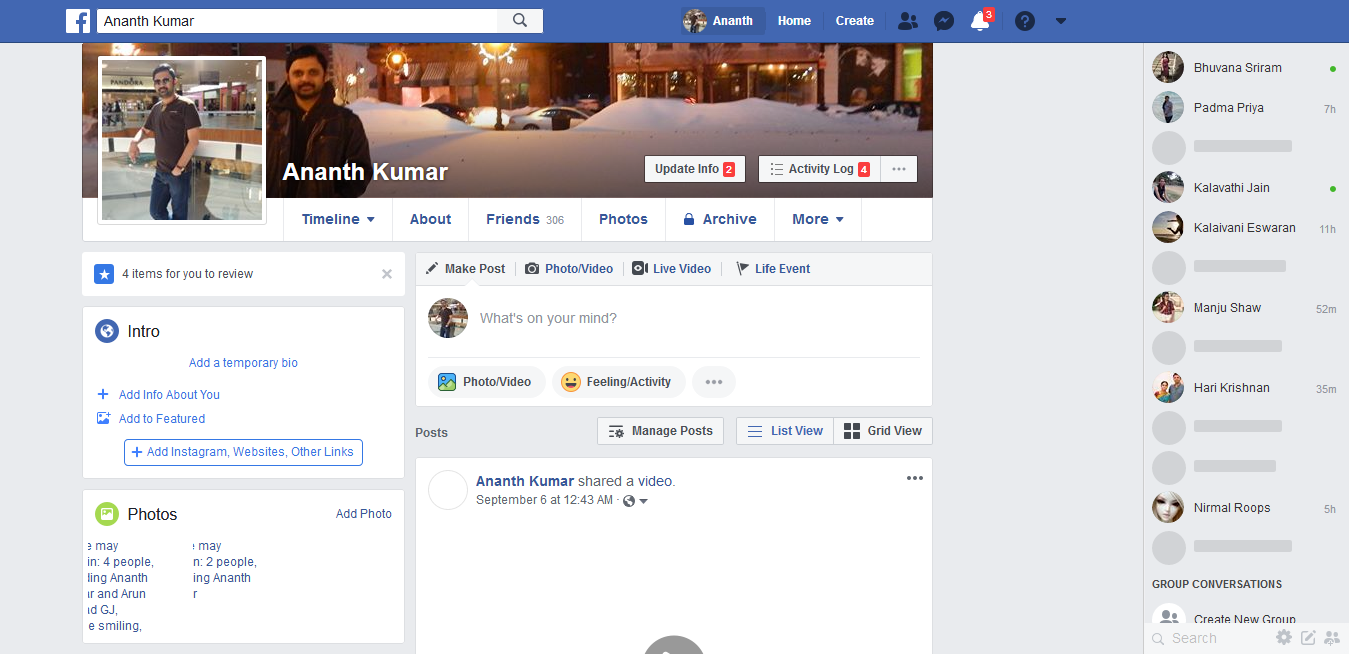 f Ananth Kumar Ananth Home Create 3
PANDORA
Ananth Kumar Update Info 2 Activity Log 4
Timeline About Friends 306 Photos Archive More
4 items for you to review
Intro
Add a temporary bio
Add Info About You
Add to Featured
Add Instagram, Websites, Other Links
Photos Add Photo
e may
in: 4 people,
ling Ananth
ar and Arun
nd GJ,
e smiling,
e may
n: 2 people,
ing Ananth
r
Make Post Photo/Video Live Video Life Event
What's on your mind?
Photo/Video Feeling/Activity
Posts Manage Posts List View Grid View
Ananth Kumar shared a video.
September 6 at 12:43 AM ·
Bhuvana Sriram
Padma Priya 7h
Kalavathi Jain
Kalaivani Eswaran 11h
Manju Shaw 52m
Hari Krishnan 35m
Nirmal Roops 5h
GROUP CONVERSATIONS
Create New Group
Search